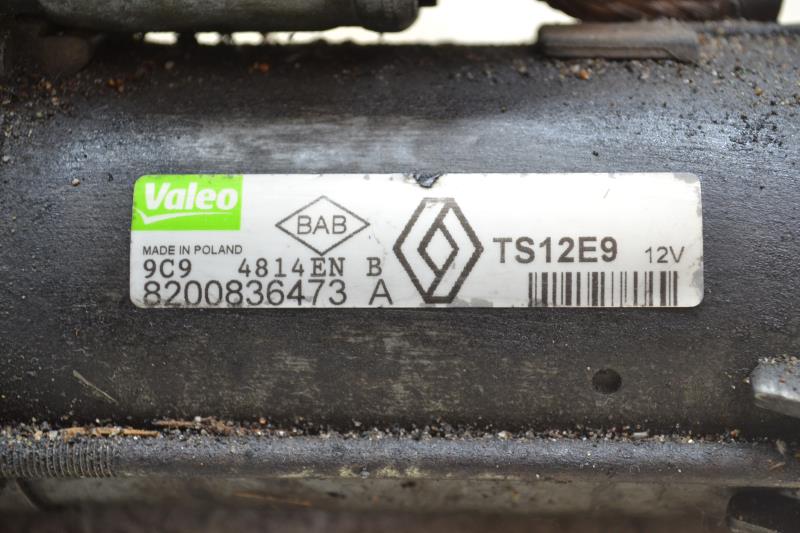 Valeo
BAB
MADE IN POLAND
TS12E9 12V
9C9 4814EN B
8200836473 A